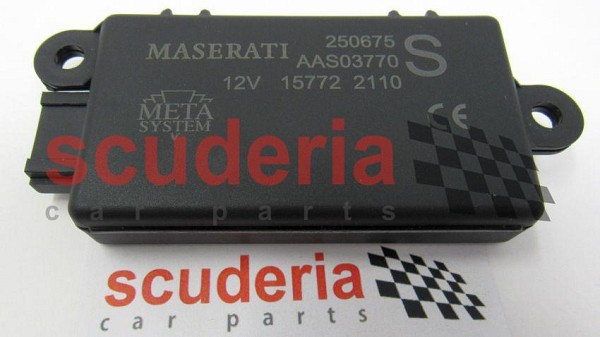 MASERATI 250675 S
AAS03770
12V 15772 2110
META
SYSTEM
CE
scuderia
car parts
scuderia
car parts